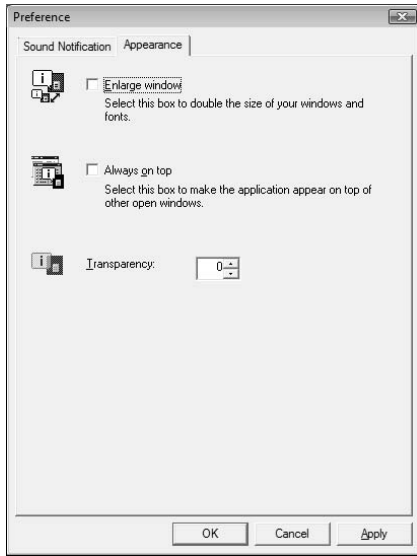 Preference
Sound Notification Appearance
Enlarge window
Select this box to double the size of your windows and
fonts.
Always on top
Select this box to make the application appear on top of
other open windows.
Transparency: 0
OK Cancel Apply